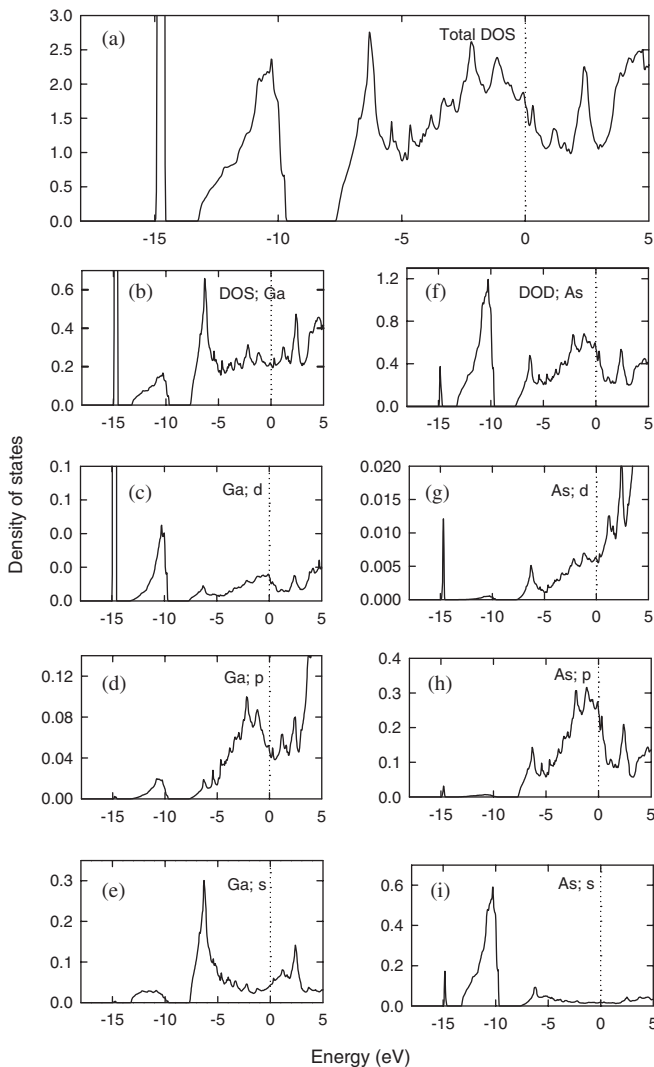 (a) Total DOS
3.0
2.5
2.0
1.5
1.0
0.5
0.0
-15 -10 -5 0 5
(b) DOS; Ga
0.6
0.4
0.2
0.0
-15 -10 -5 0 5
(f) DOD; As
1.2
0.8
0.4
0.0
-15 -10 -5 0 5
Density of states
(c) Ga; d
0.1
0.1
0.0
0.0
0.0
-15 -10 -5 0 5
(g) As; d
0.020
0.015
0.010
0.005
0.000
-15 -10 -5 0 5
(d) Ga; p
0.12
0.08
0.04
0.00
-15 -10 -5 0 5
(h) As; p
0.4
0.3
0.2
0.1
0.0
-15 -10 -5 0 5
(e) Ga; s
0.3
0.2
0.1
0.0
-15 -10 -5 0 5
(i) As; s
0.6
0.4
0.2
0.0
-15 -10 -5 0 5
Energy (eV)